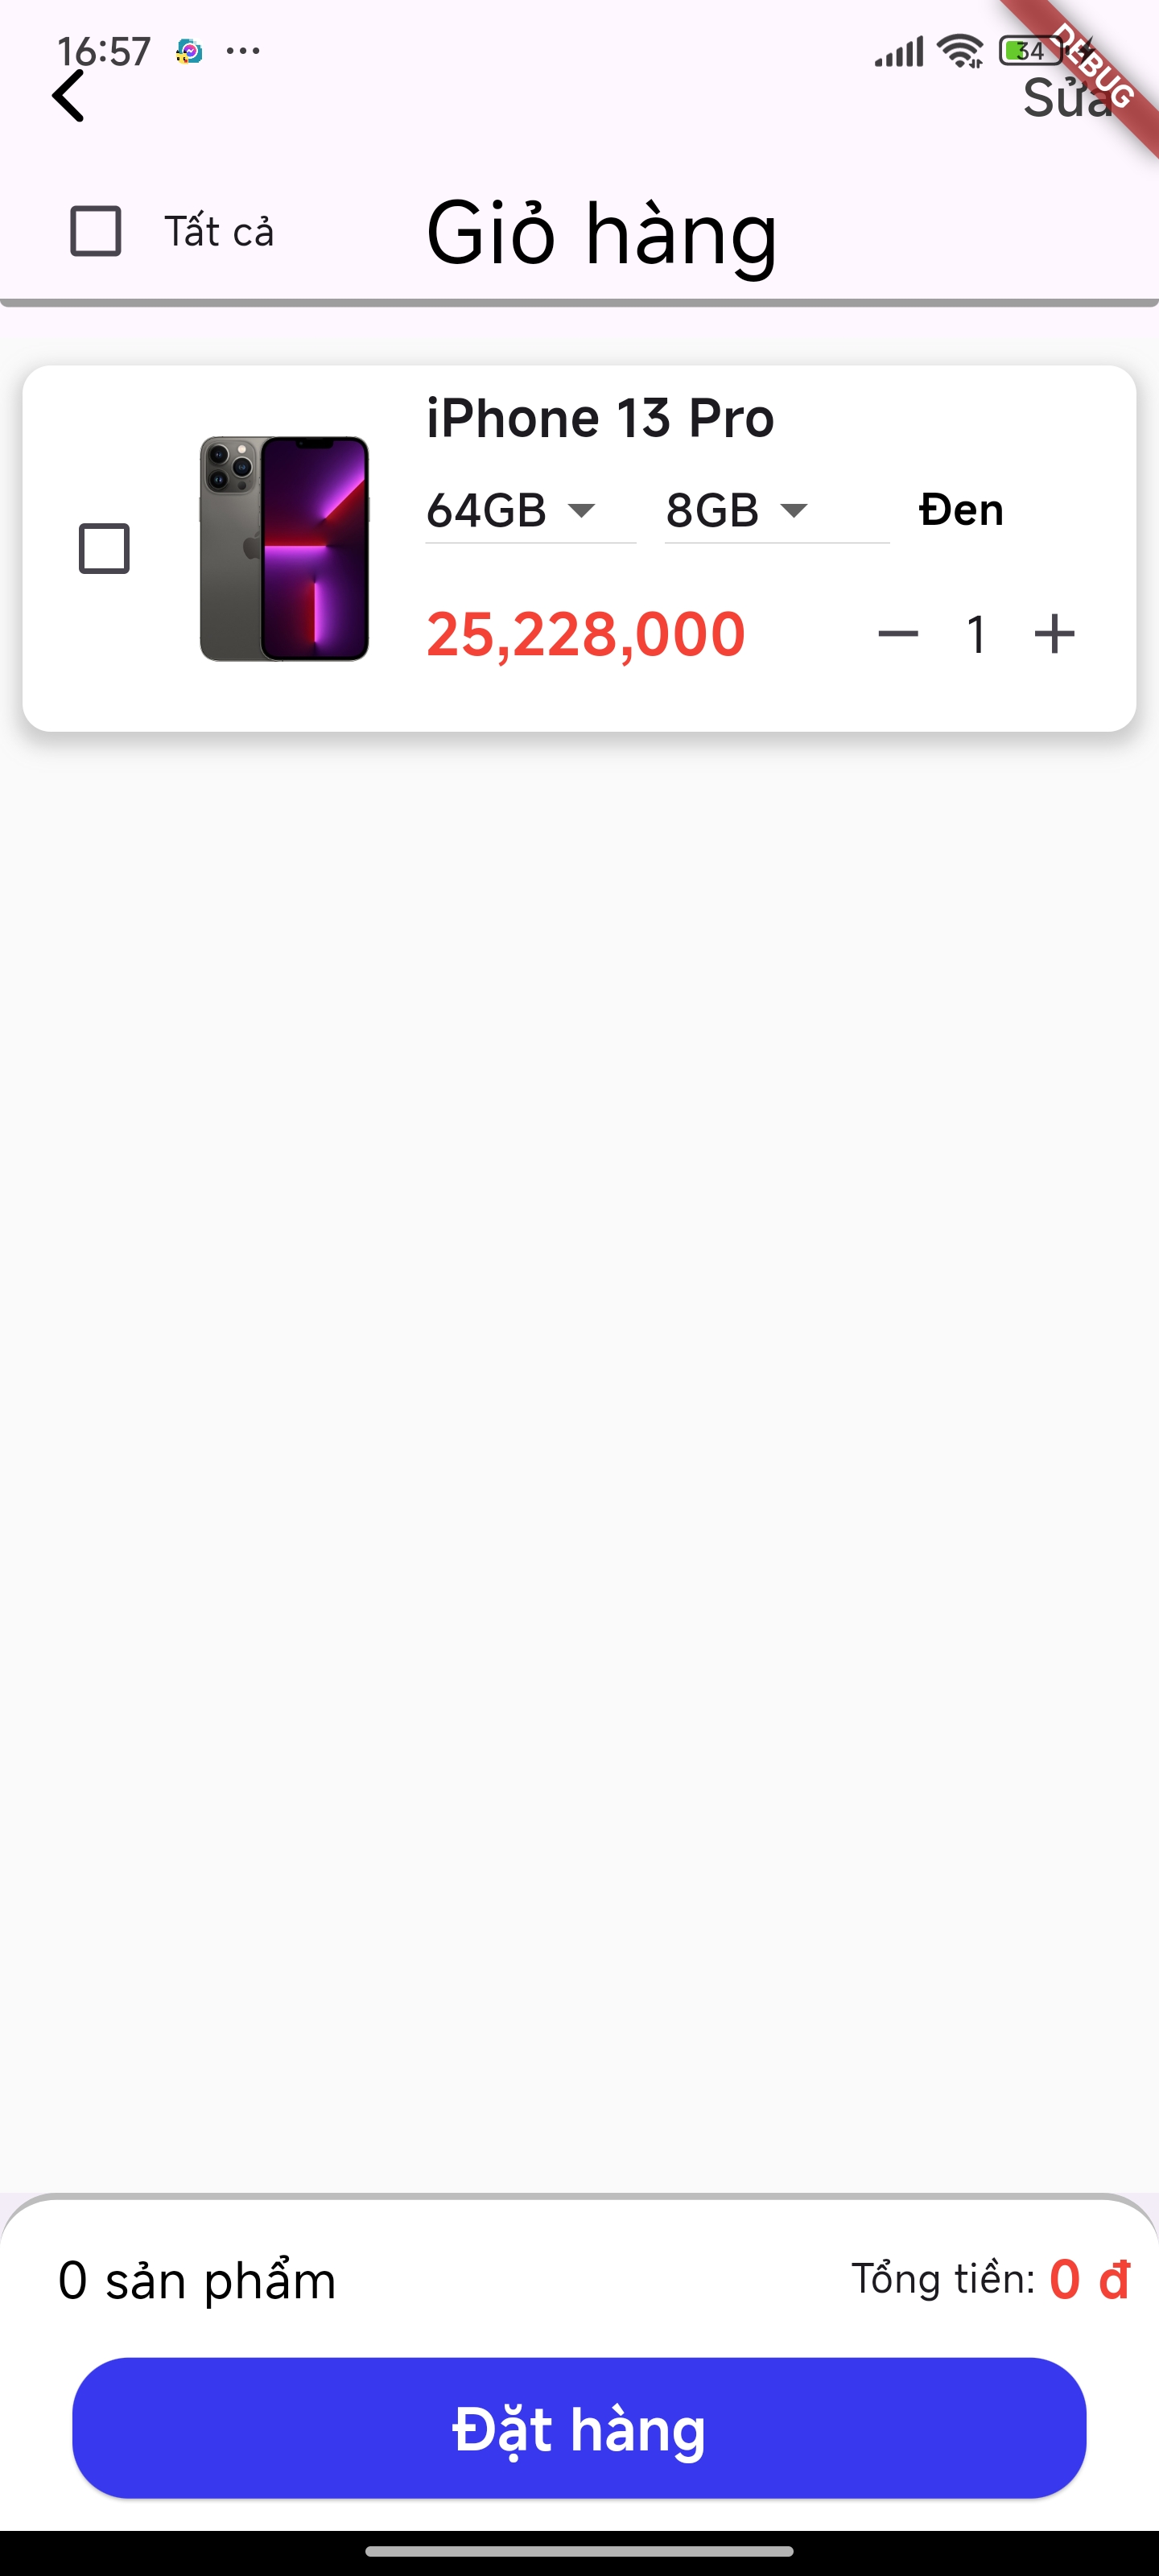 16:57 ... 34
DEBUG
Sửa
Tất cả Giỏ hàng
iPhone 13 Pro
64GB 8GB Đen
25,228,000 1
0 sản phẩm Tổng tiền: 0 đ
Đặt hàng